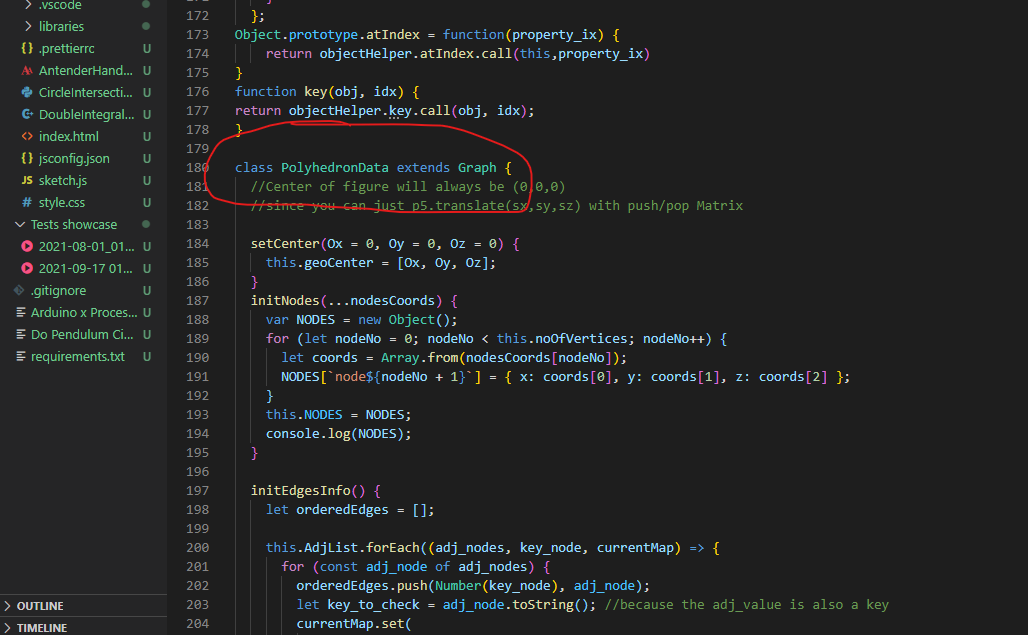 .vscode
libraries
{} .prettierrc U
AntenderHand... U
CircleIntersecti... U
DoubleIntegral... U
<> index.html U
{} jsconfig.json U
JS sketch.js U
# style.css U
Tests showcase
2021-08-01_01... U
2021-09-17 01... U
.gitignore U
Arduino x Proces... U
Do Pendulum Ci... U
requirements.txt U
OUTLINE
TIMELINE
172 };
173 Object.prototype.atIndex = function(property_ix) {
174 return objectHelper.atIndex.call(this,property_ix)
175 }
176 function key(obj, idx) {
177 return objectHelper.key.call(obj, idx);
178 }
179
180 class PolyhedronData extends Graph {
181 //Center of figure will always be (0,0,0)
182 //since you can just p5.translate(sx,sy,sz) with push/pop Matrix
183
184 setCenter(Ox = 0, Oy = 0, Oz = 0) {
185 this.geoCenter = [Ox, Oy, Oz];
186 }
187 initNodes(...nodesCoords) {
188 var NODES = new Object();
189 for (let nodeNo = 0; nodeNo < this.noOfVertices; nodeNo++) {
190 let coords = Array.from(nodesCoords[nodeNo]);
191 NODES[`node${nodeNo + 1}`] = { x: coords[0], y: coords[1], z: coords[2] };
192 }
193 this.NODES = NODES;
194 console.log(NODES);
195 }
196
197 initEdgesInfo() {
198 let orderedEdges = [];
199
200 this.AdjList.forEach((adj_nodes, key_node, currentMap) => {
201 for (const adj_node of adj_nodes) {
202 orderedEdges.push(Number(key_node), adj_node);
203 let key_to_check = adj_node.toString(); //because the adj_value is also a key
204 currentMap.set(